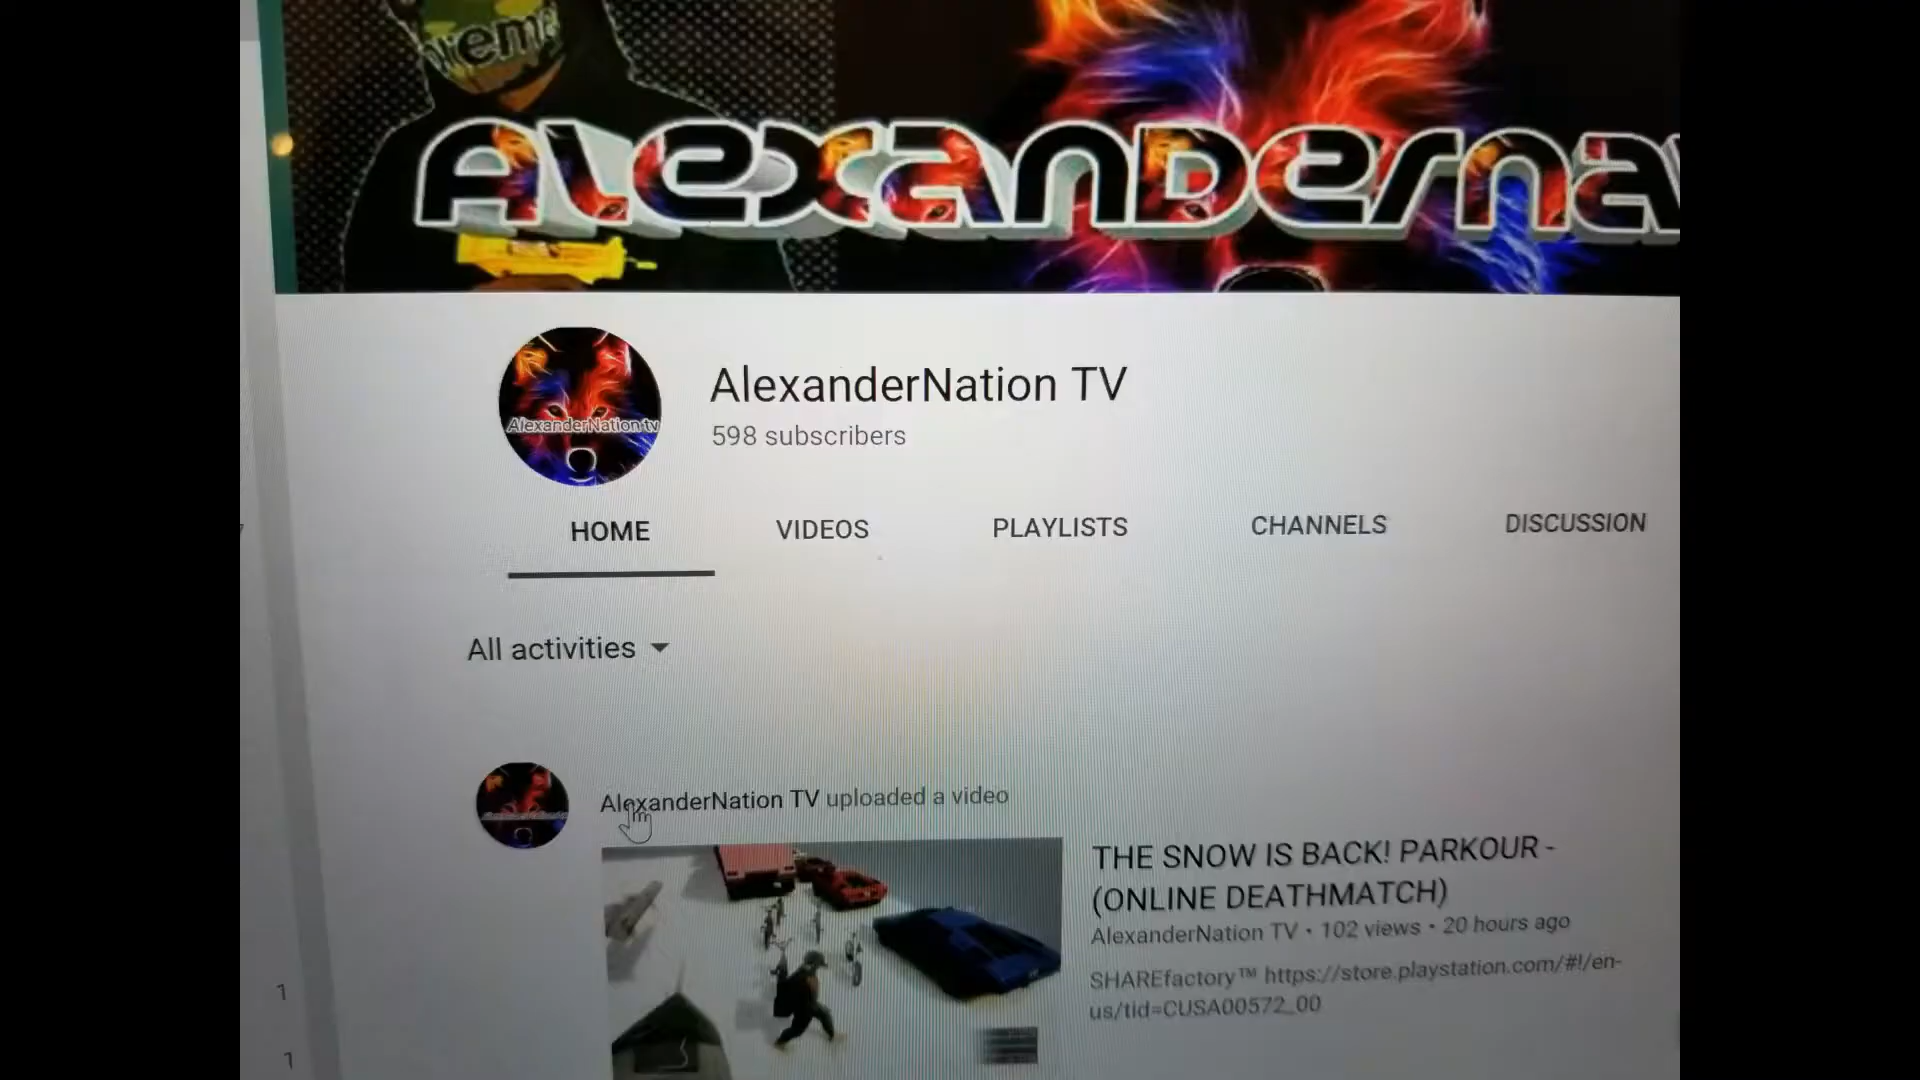 AlexanderNa
AlexanderNation tv
AlexanderNation TV
598 subscribers
HOME VIDEOS PLAYLISTS CHANNELS DISCUSSION
All activities
AlexanderNation TV uploaded a video
THE SNOW IS BACK! PARKOUR -
(ONLINE DEATHMATCH)
AlexanderNation TV • 102 views • 20 hours ago
SHAREfactory™ https://store.playstation.com/#!/en-
us/tid=CUSA00572_00
1
1